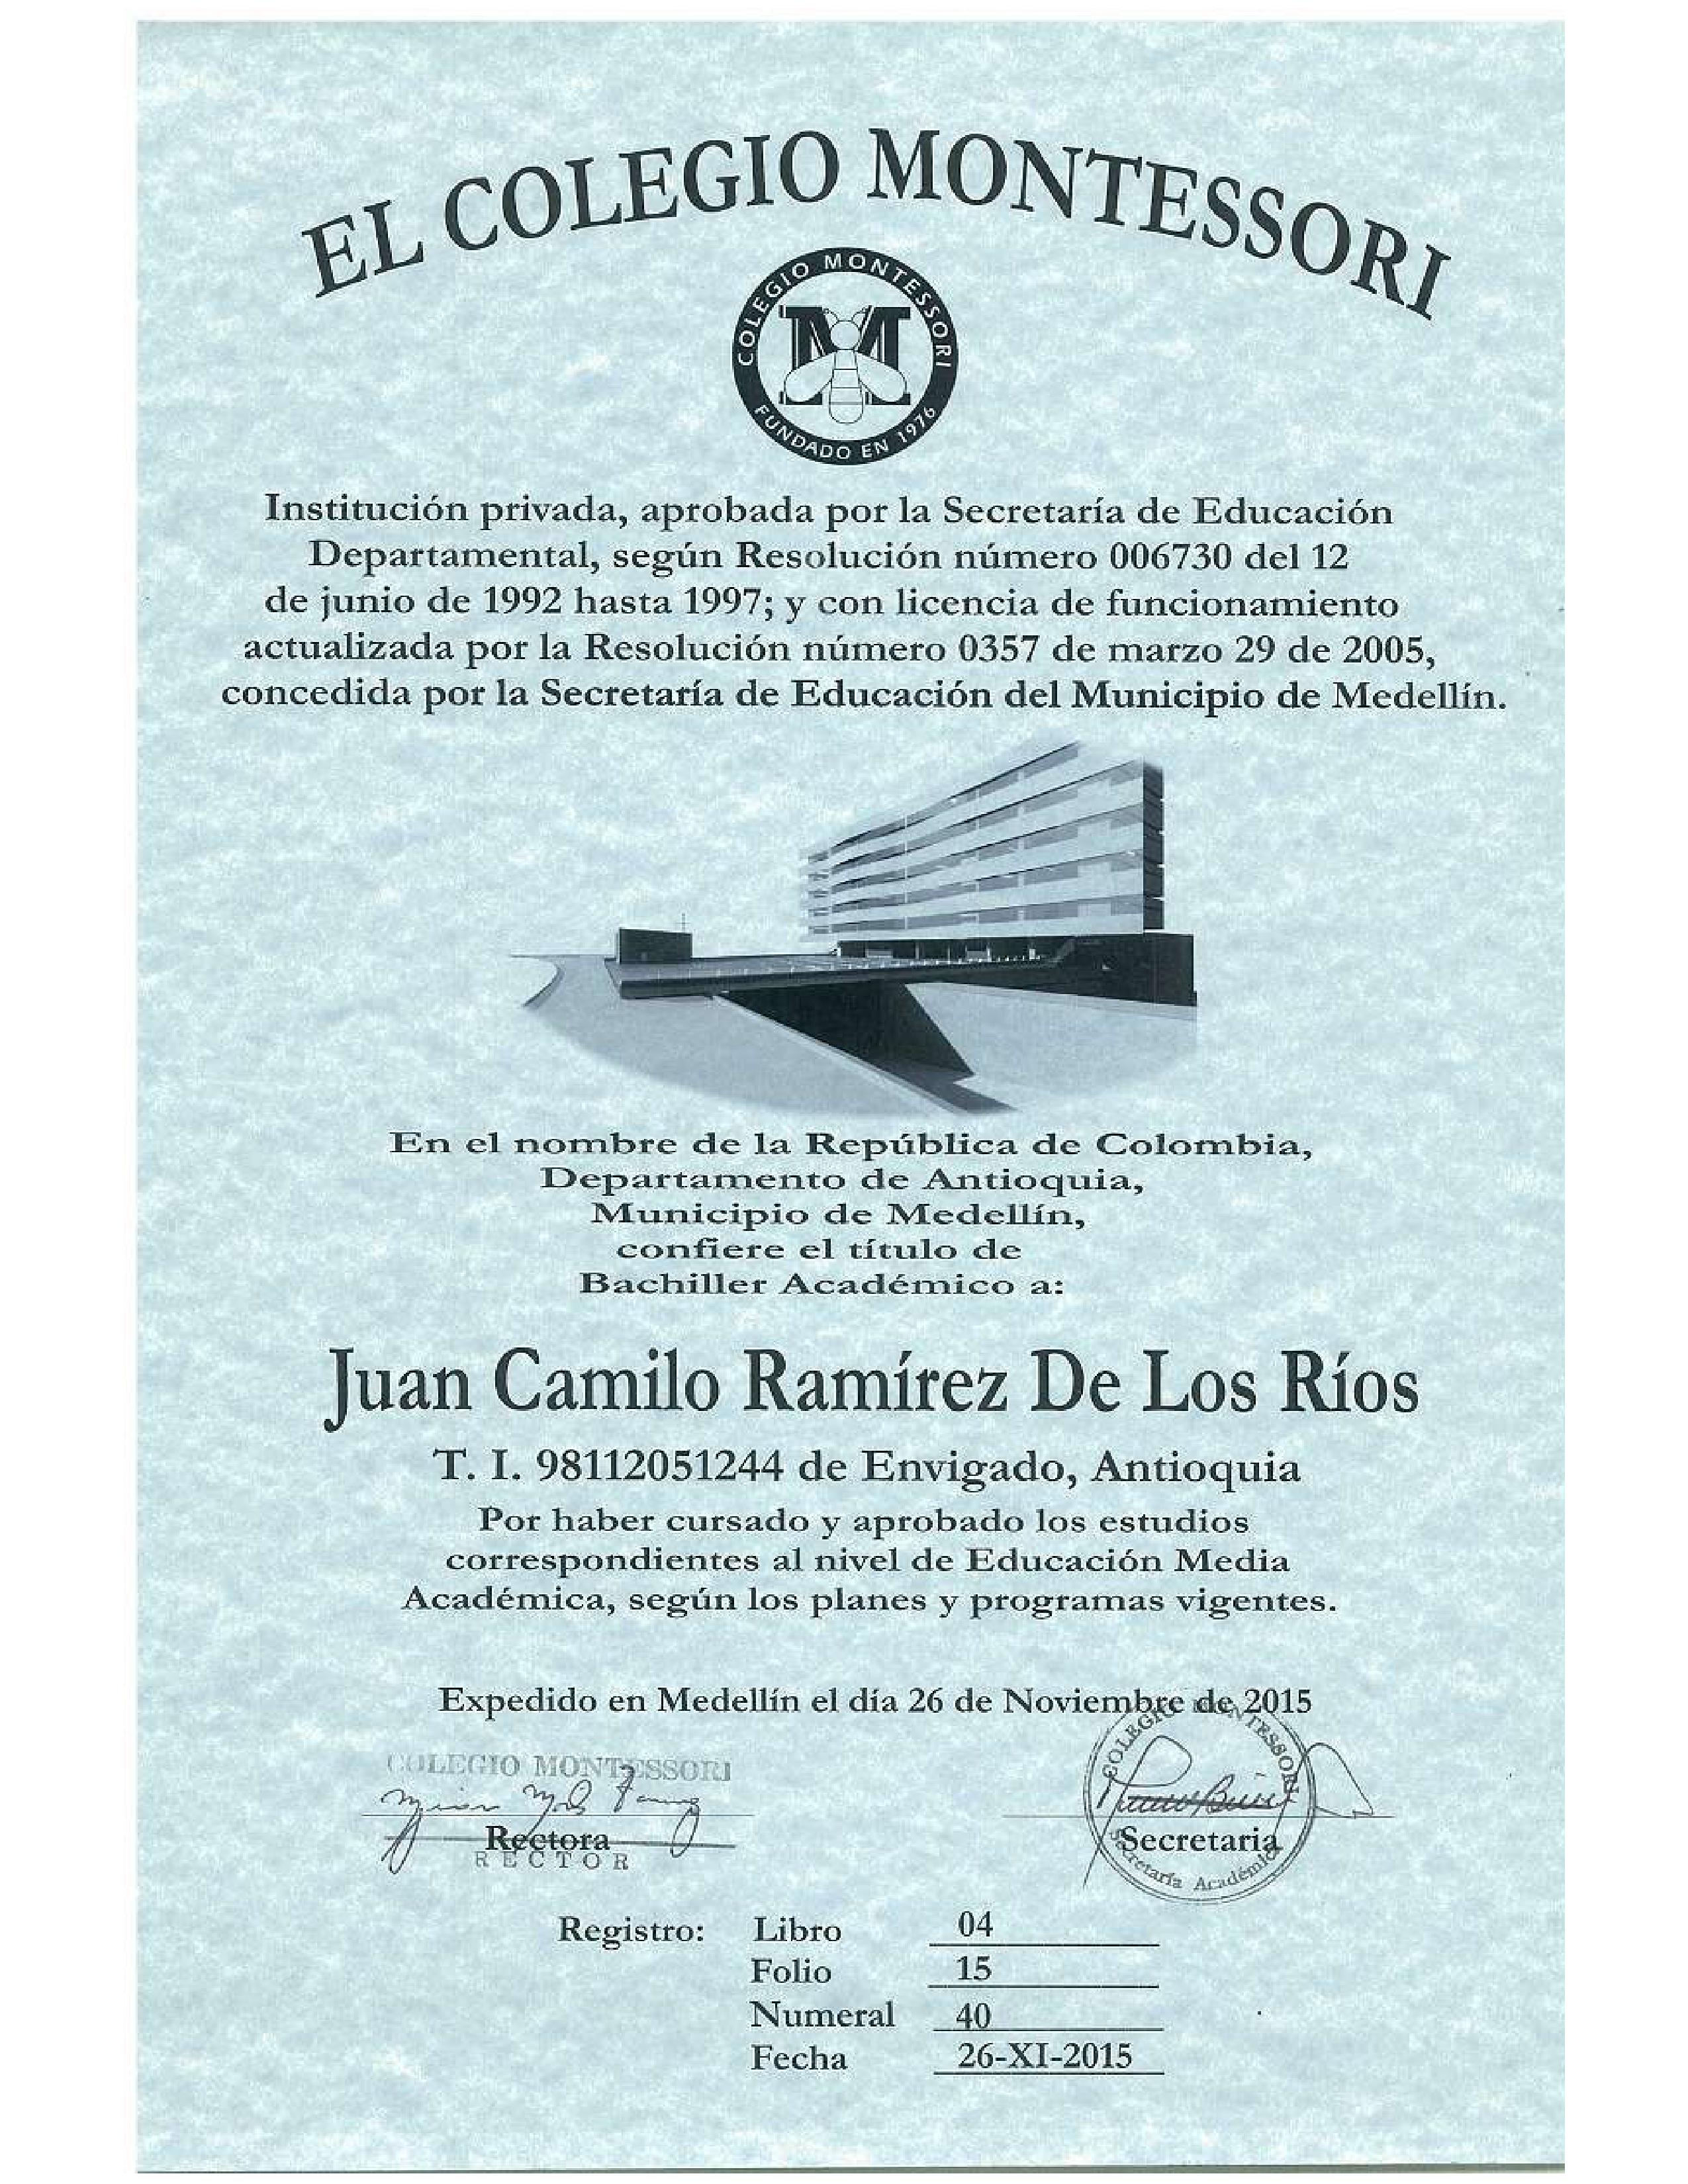 EL COLEGIO MONTESSORI
COLEGIO MONTESSORI
M
FUNDADO EN 1976
Institución privada, aprobada por la Secretaría de Educación
Departamental, según Resolución número 006730 del 12
de junio de 1992 hasta 1997; y con licencia de funcionamiento
actualizada por la Resolución número 0357 de marzo 29 de 2005,
concedida por la Secretaría de Educación del Municipio de Medellín.
En el nombre de la República de Colombia,
Departamento de Antioquia,
Municipio de Medellín,
confiere el título de
Bachiller Académico a:
Juan Camilo Ramírez De Los Ríos
T. I. 98112051244 de Envigado, Antioquia
Por haber cursado y aprobado los estudios
correspondientes al nivel de Educación Media
Académica, según los planes y programas vigentes.
Expedido en Medellín el día 26 de Noviembre de 2015
COLEGIO MONTESSORI
Rectora
RECTOR
COLEGIO MONTESSORI
Secretaria
Secretaría Académica
Registro: Libro 04
Folio 15
Numeral 40
Fecha 26-XI-2015